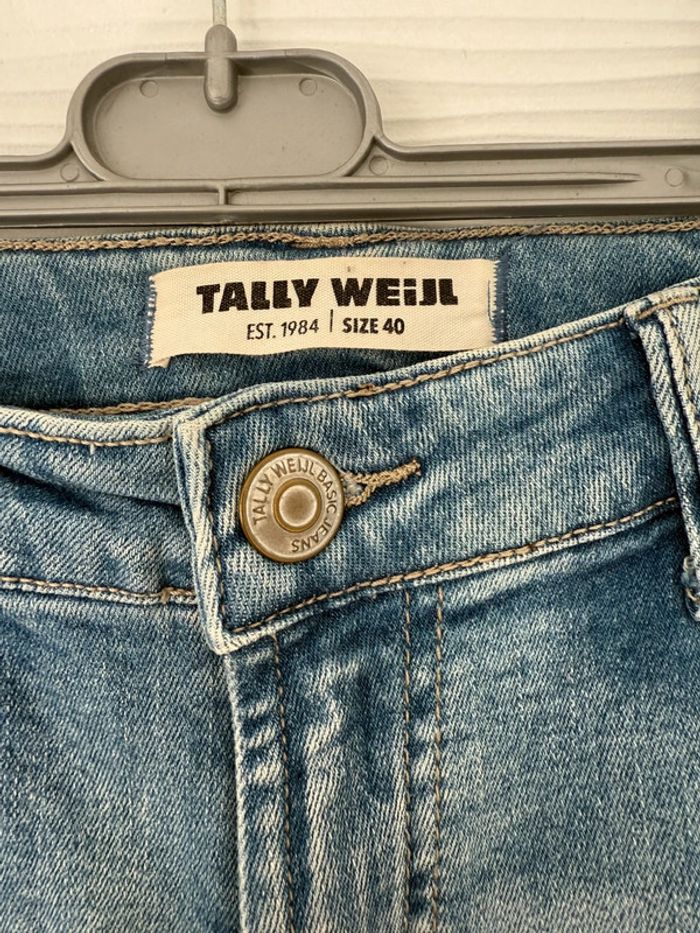 TALLY WEiJL
EST. 1984 | SIZE 40
TALLY WEIJL BASIC JEANS